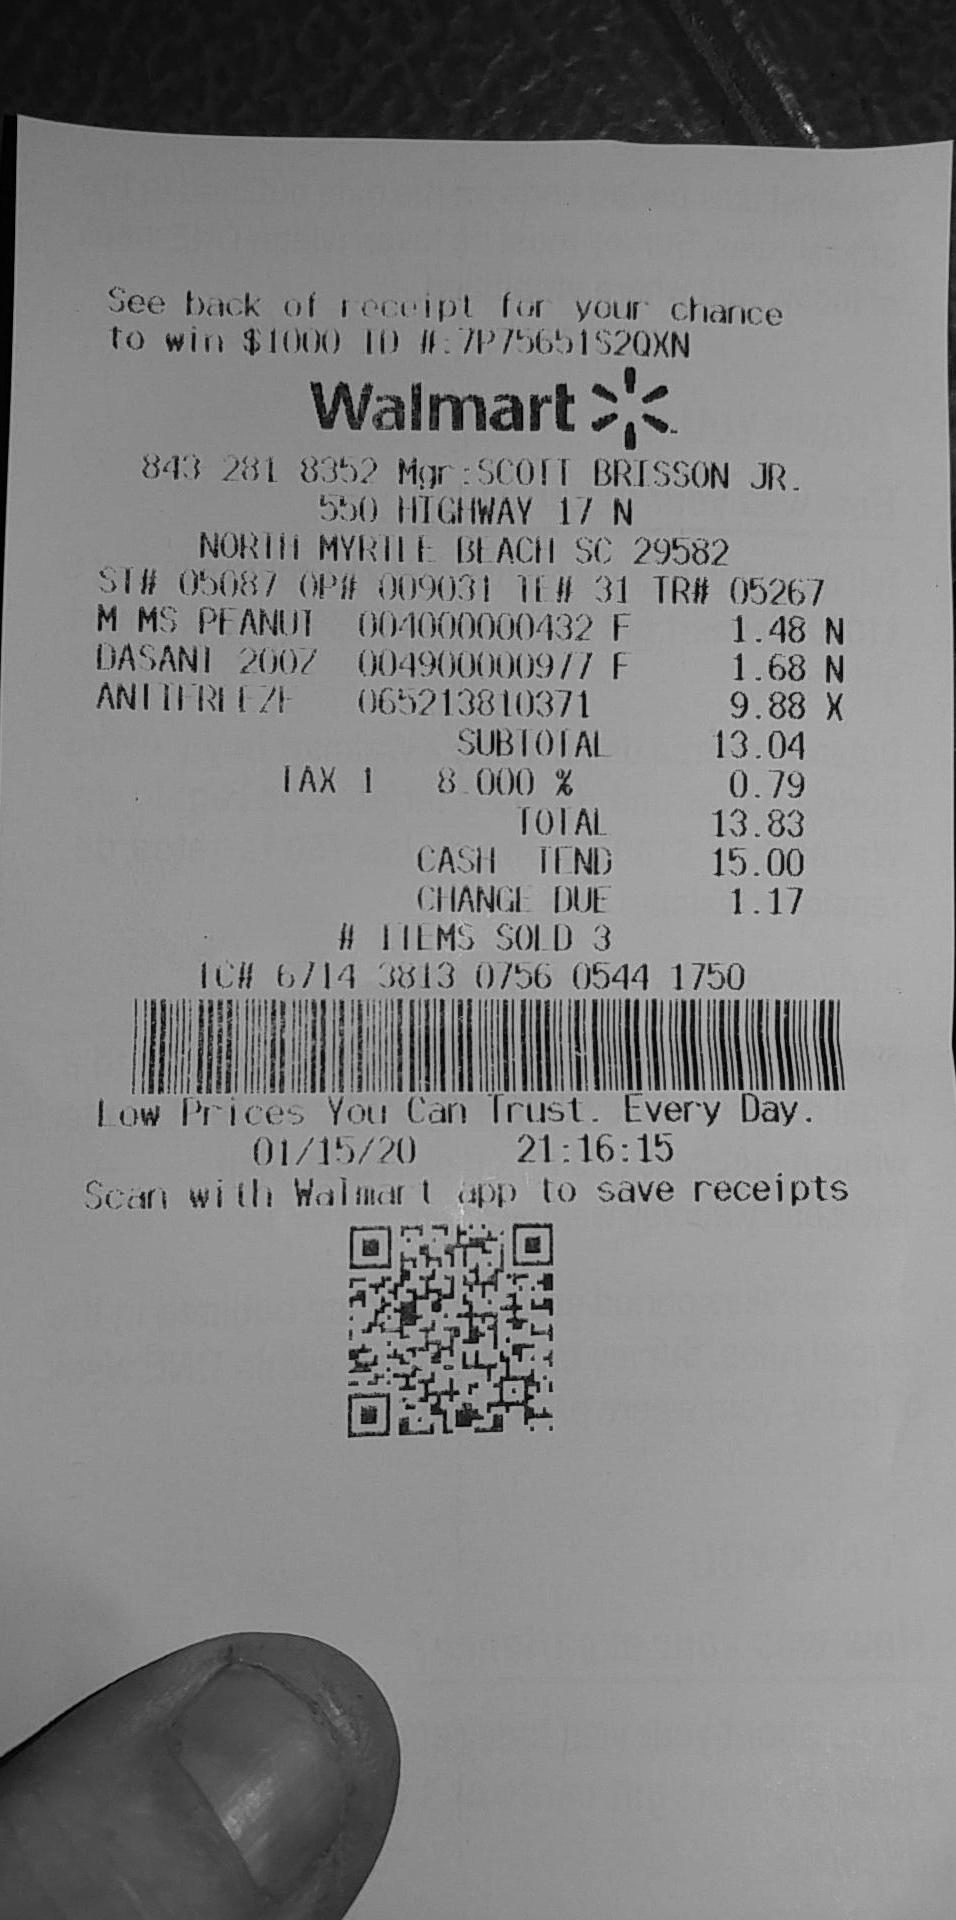 See back of receipt for your chance
to win $1000 ID #:7P75651S2QXN
Walmart
843 281 8352 Mgr:SCOTT BRISSON JR.
550 HIGHWAY 17 N
NORTH MYRTLE BEACH SC 29582
ST# 05087 OP# 009031 TE# 31 TR# 05267
M MS PEANUT 004000000432 F 1.48 N
DASANI 20OZ 004900000977 F 1.68 N
ANTIFREEZE 065213810371 9.88 X
SUBTOTAL 13.04
TAX 1 8.000 % 0.79
TOTAL 13.83
CASH TEND 15.00
CHANGE DUE 1.17
# ITEMS SOLD 3
TC# 6714 3813 0756 0544 1750
Low Prices You Can Trust. Every Day.
01/15/20 21:16:15
Scan with Walmart app to save receipts